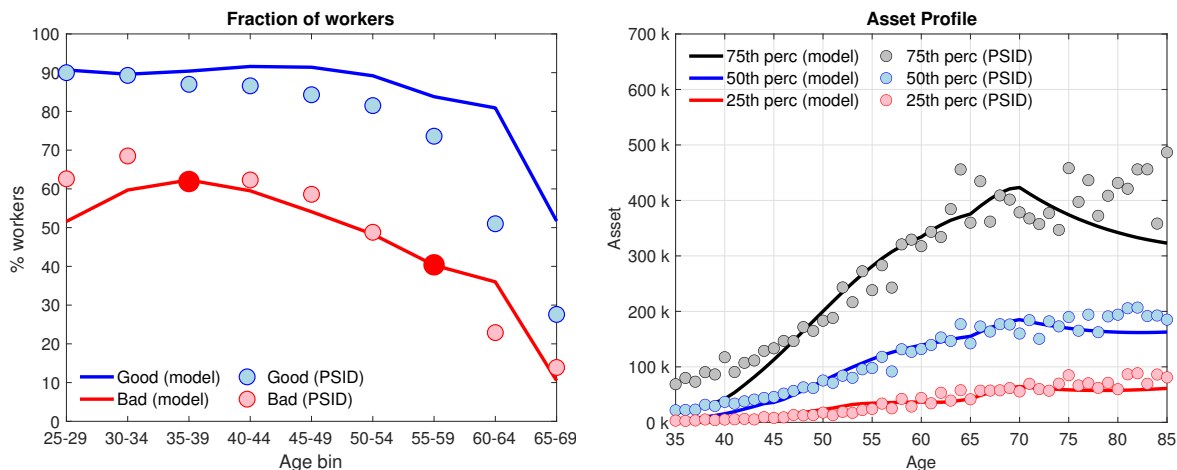 Fraction of workers
100
90
80
70
60
50
40
30
20
10
0
% workers
Good (model)
Good (PSID)
Bad (model)
Bad (PSID)
25-29 30-34 35-39 40-44 45-49 50-54 55-59 60-64 65-69
Age bin
Asset Profile
700 k
600 k
500 k
400 k
300 k
200 k
100 k
0 k
Asset
75th perc (model)
75th perc (PSID)
50th perc (model)
50th perc (PSID)
25th perc (model)
25th perc (PSID)
35 40 45 50 55 60 65 70 75 80 85
Age